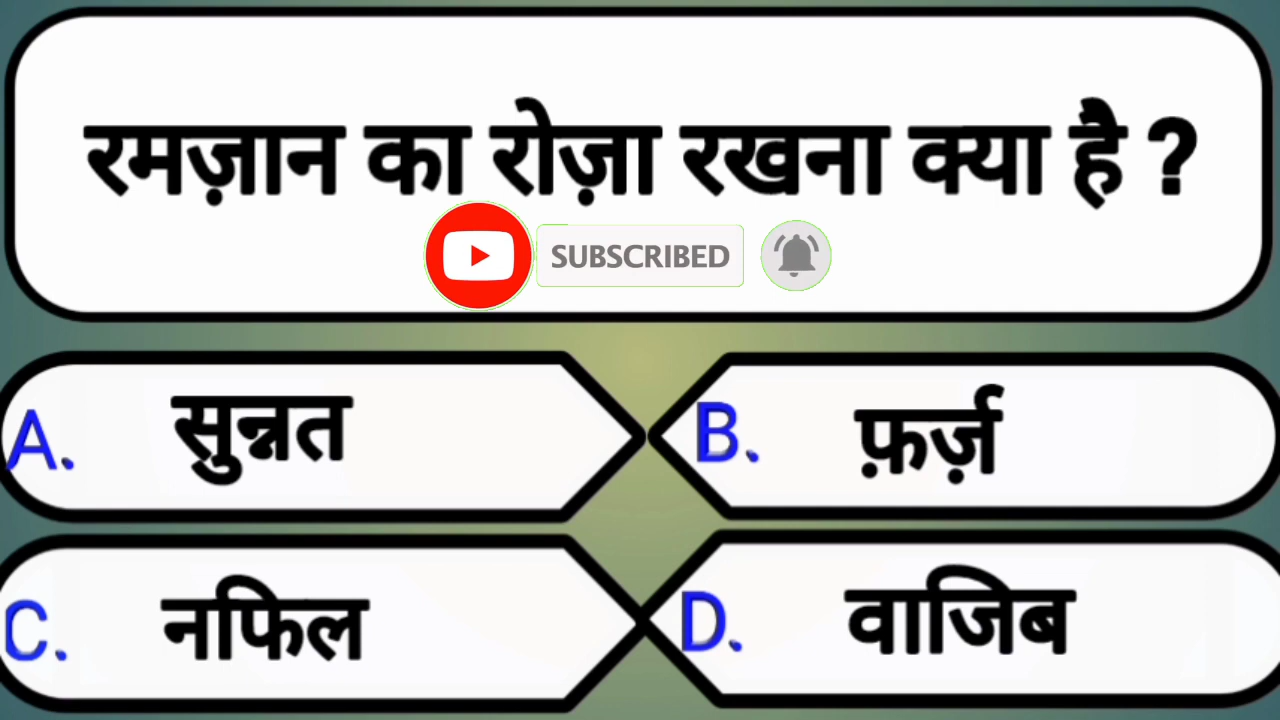 रमज़ान का रोज़ा रखना क्या है ?
SUBSCRIBED
A. सुन्नत
B. फ़र्ज़
C. नफिल
D. वाजिब